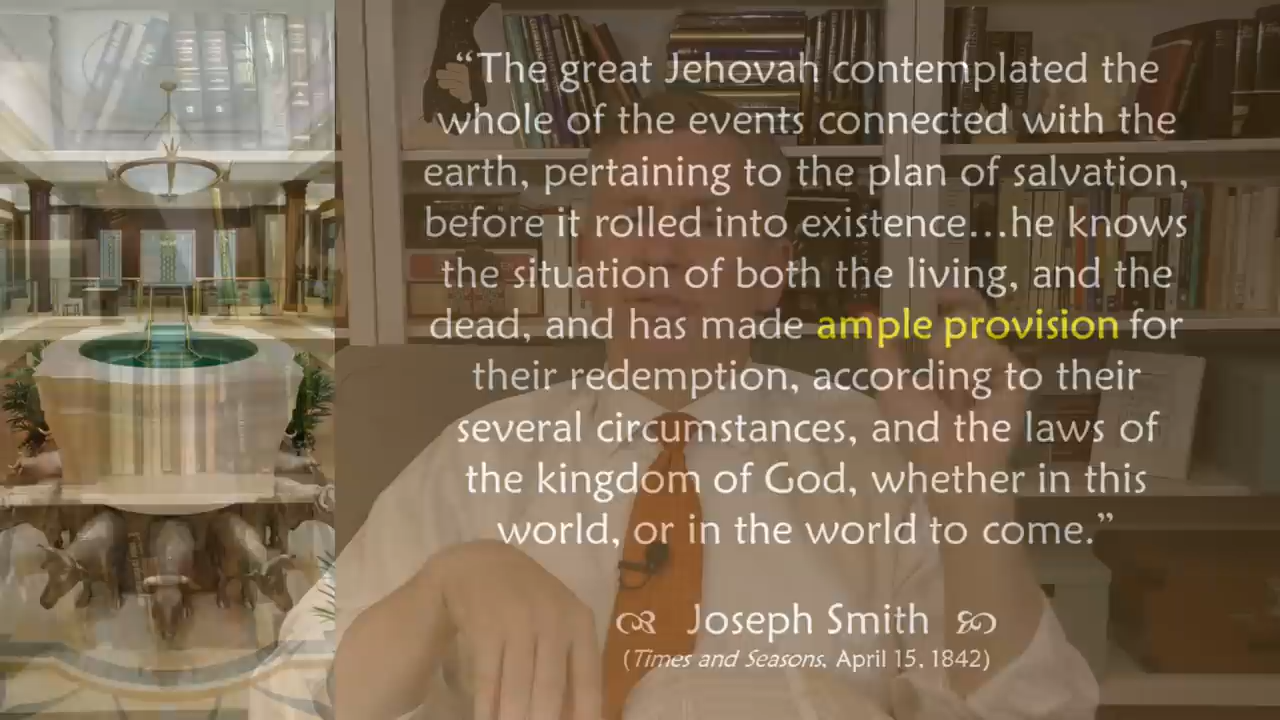 “The great Jehovah contemplated the
whole of the events connected with the
earth, pertaining to the plan of salvation,
before it rolled into existence...he knows
the situation of both the living, and the
dead, and has made ample provision for
their redemption, according to their
several circumstances, and the laws of
the kingdom of God, whether in this
world, or in the world to come.”
Joseph Smith
(Times and Seasons, April 15, 1842)